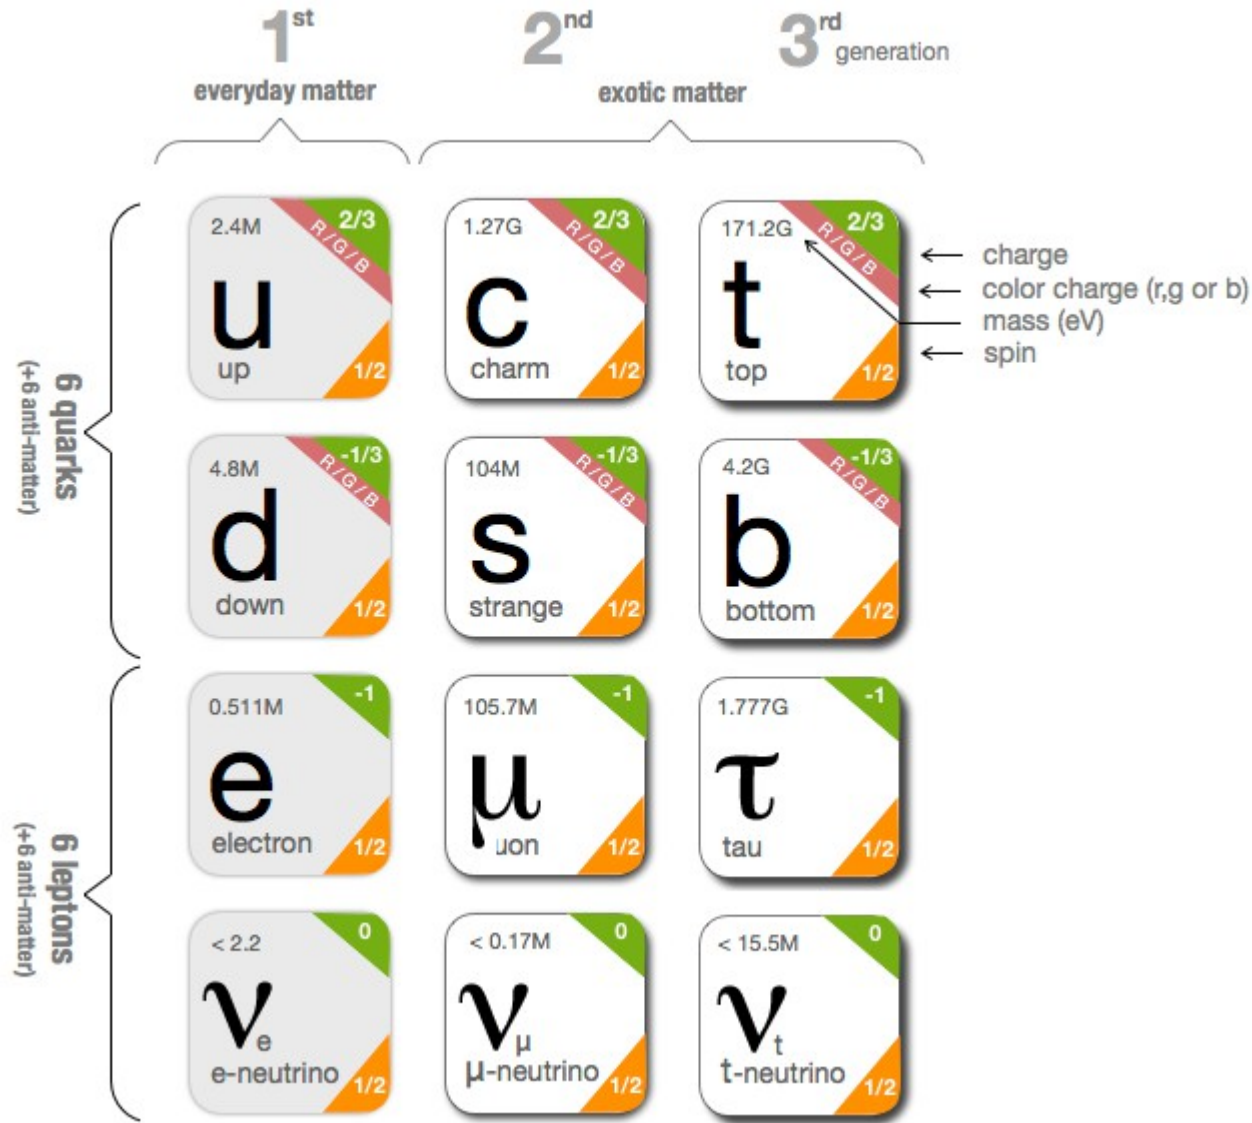 1st
2nd
3rd generation
everyday matter
exotic matter
6 quarks
(+6 anti-matter)
2.4M
2/3
R/G/B
u
up
1/2
1.27G
2/3
R/G/B
c
charm
1/2
171.2G
2/3
R/G/B
t
top
1/2
charge
color charge (r,g or b)
mass (eV)
spin
4.8M
-1/3
R/G/B
d
down
1/2
104M
-1/3
R/G/B
s
strange
1/2
4.2G
-1/3
R/G/B
b
bottom
1/2
6 leptons
(+6 anti-matter)
0.511M
-1
e
electron
1/2
105.7M
-1
μ
uon
1/2
1.777G
-1
τ
tau
1/2
< 2.2
0
νe
e-neutrino
1/2
< 0.17M
0
νμ
μ-neutrino
1/2
< 15.5M
0
νt
t-neutrino
1/2